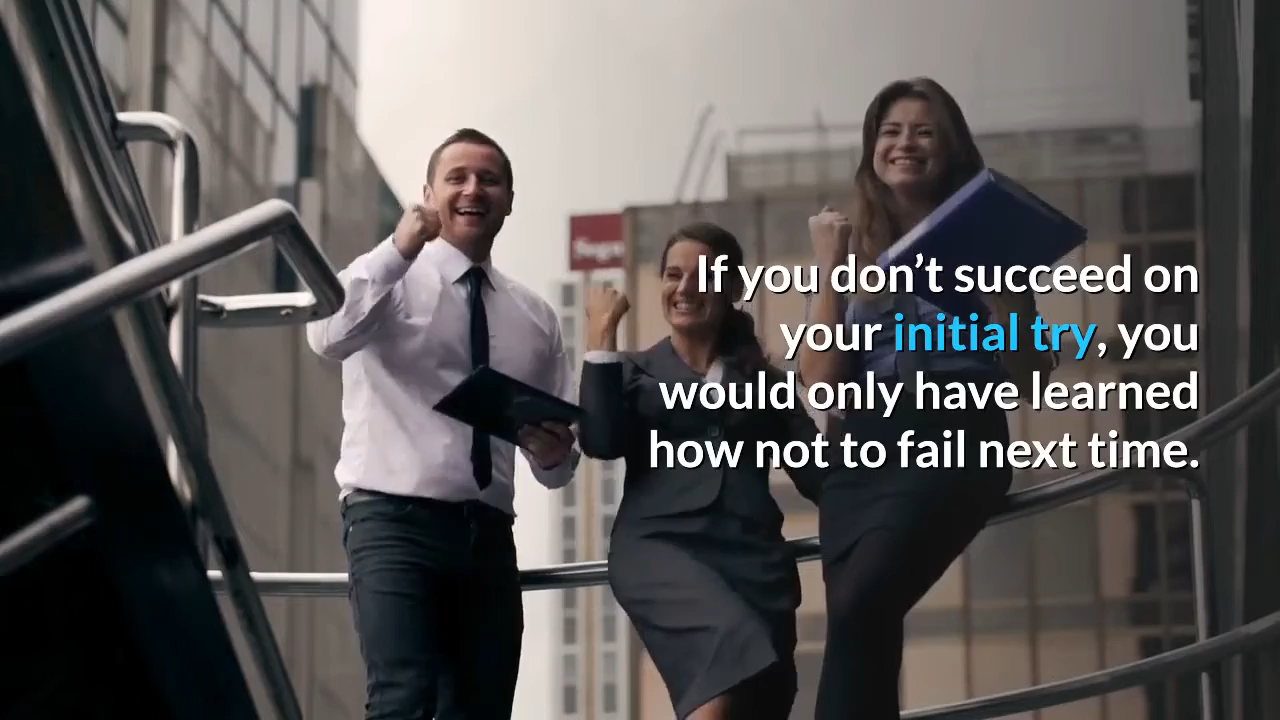 If you don’t succeed on
your initial try, you
would only have learned
how not to fail next time.